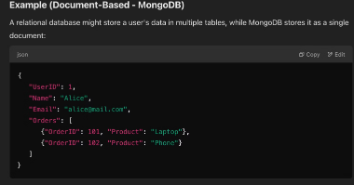 Example (Document-Based - MongoDB)
A relational database might store a user's data in multiple tables, while MongoDB stores it as a single
document:
json Copy Edit
{
"UserID": 1,
"Name": "Alice",
"Email": "alice@mail.com",
"Orders": [
{"OrderID": 101, "Product": "Laptop"},
{"OrderID": 102, "Product": "Phone"}
]
}